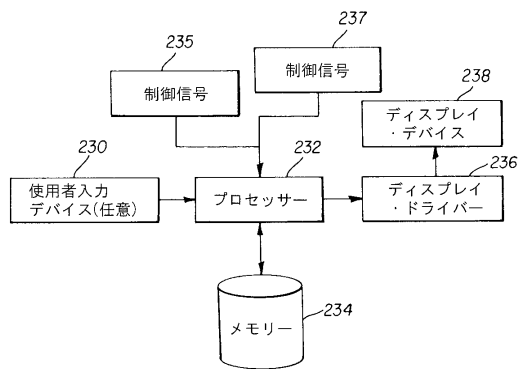 235
制御信号
237
制御信号
238
ディスプレイ
・デバイス
230
使用者入力
デバイス(任意)
232
プロセッサー
236
ディスプレイ
・ドライバー
メモリー
234